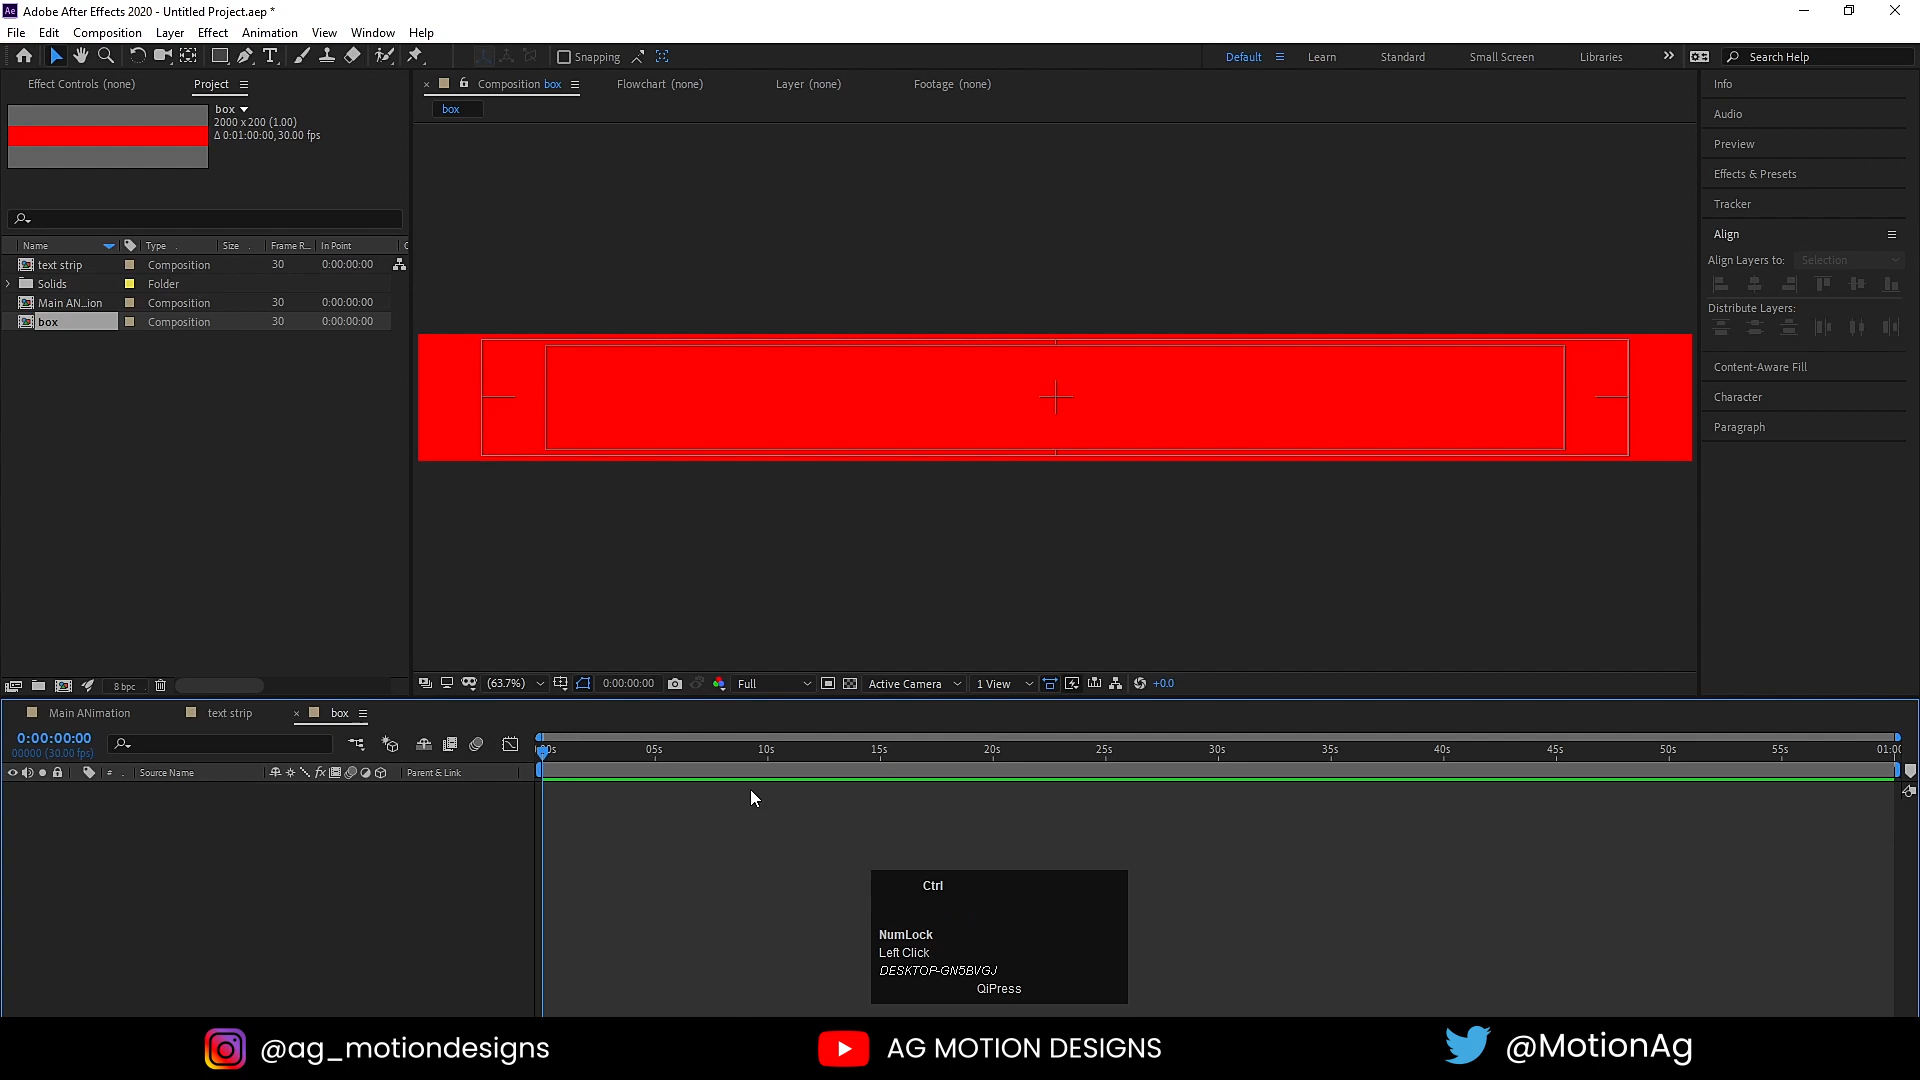 Ae Adobe After Effects 2020 - Untitled Project.aep *
File Edit Composition Layer Effect Animation View Window Help
T Snapping Default Learn Standard Small Screen Libraries Search Help
Effect Controls (none) Project
Composition box Flowchart (none) Layer (none) Footage (none)
box
box
2000 x 200 (1.00)
Δ 0:01:00:00, 30.00 fps
Name Type Size Frame R... In Point
text strip Composition 30 0:00:00:00
Solids Folder
Main AN...ion Composition 30 0:00:00:00
box Composition 30 0:00:00:00
8 bpc
(63.7%) 0:00:00:00 Full Active Camera 1 View +0.0
Info
Audio
Preview
Effects & Presets
Tracker
Align
Align Layers to: Selection
Distribute Layers:
Content-Aware Fill
Character
Paragraph
Main ANimation text strip box
0:00:00:00
00000 (30.00 fps)
# Source Name fx Parent & Link
00s 05s 10s 15s 20s 25s 30s 35s 40s 45s 50s 55s 01:00
Ctrl
NumLock
Left Click
DESKTOP-GN5BVGJ
QiPress
@ag_motiondesigns AG MOTION DESIGNS @MotionAg